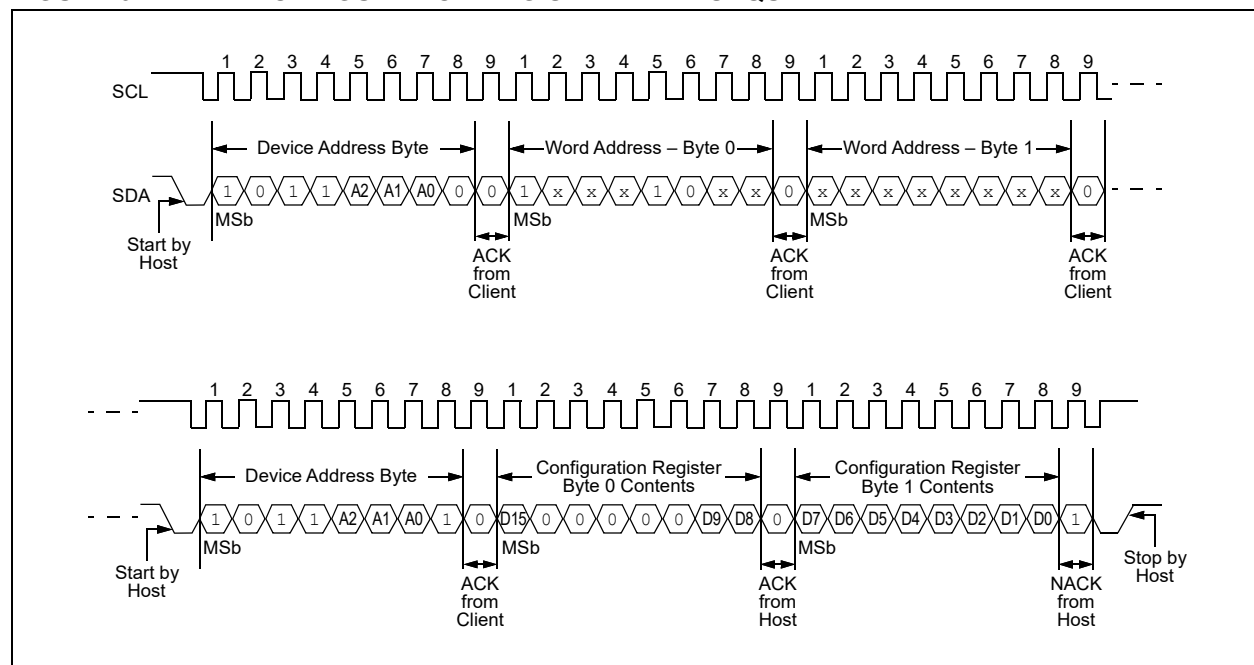 1 2 3 4 5 6 7 8 9 1 2 3 4 5 6 7 8 9 1 2 3 4 5 6 7 8 9
SCL
Device Address Byte
Word Address – Byte 0
Word Address – Byte 1
SDA
1 0 1 1 A2 A1 A0 0 0 1 x x x 1 0 x x 0 x x x x x x x x 0
MSb
MSb
MSb
Start by
Host
ACK
from
Client
ACK
from
Client
ACK
from
Client
1 2 3 4 5 6 7 8 9 1 2 3 4 5 6 7 8 9 1 2 3 4 5 6 7 8 9
Device Address Byte
Configuration Register
Byte 0 Contents
Configuration Register
Byte 1 Contents
1 0 1 1 A2 A1 A0 1 0 D15 0 0 0 0 0 D9 D8 0 D7 D6 D5 D4 D3 D2 D1 D0 1
MSb
MSb
MSb
Start by
Host
ACK
from
Client
ACK
from
Host
NACK
from
Host
Stop by
Host